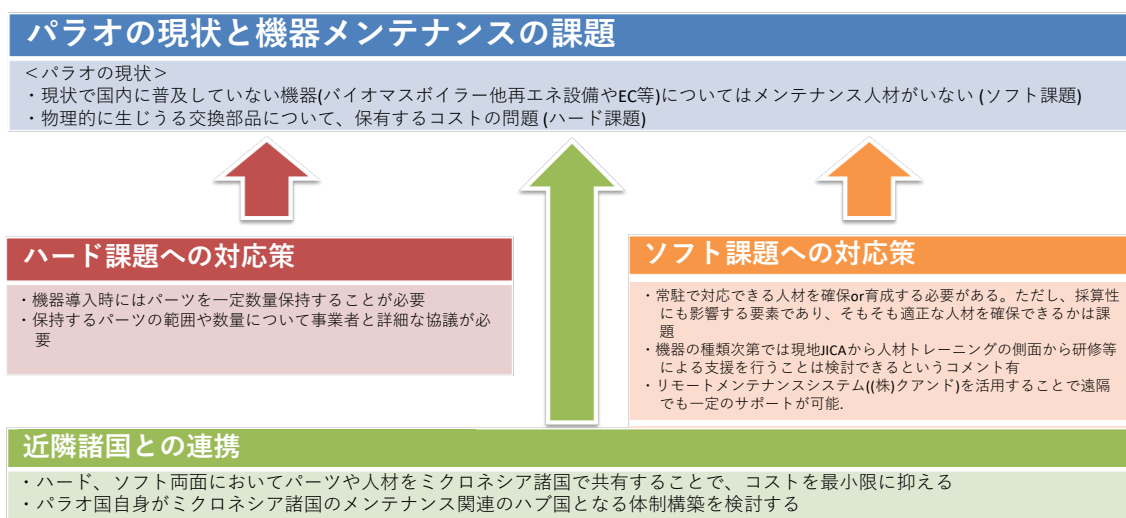 パラオの現状と機器メンテナンスの課題
＜パラオの現状＞
・現状で国内に普及していない機器(バイオマスボイラー他再エネ設備やEC等)についてはメンテナンス人材がいない (ソフト課題)
・物理的に生じうる交換部品について、保有するコストの問題 (ハード課題)
ハード課題への対応策
・機器導入時にはパーツを一定数量保持することが必要
・保持するパーツの範囲や数量について事業者と詳細な協議が必
要
ソフト課題への対応策
・常駐で対応できる人材を確保or育成する必要がある。ただし、採算性
にも影響する要素であり、そもそも適正な人材を確保できるかは課
題
・機器の種類次第では現地JICAから人材トレーニングの側面から研修等
による支援を行うことは検討できるというコメント有
・リモートメンテナンスシステム((株)クアンド)を活用することで遠隔
でも一定のサポートが可能.
近隣諸国との連携
・ハード、ソフト両面においてパーツや人材をミクロネシア諸国で共有することで、コストを最小限に抑える
・パラオ国自身がミクロネシア諸国のメンテナンス関連のハブ国となる体制構築を検討する